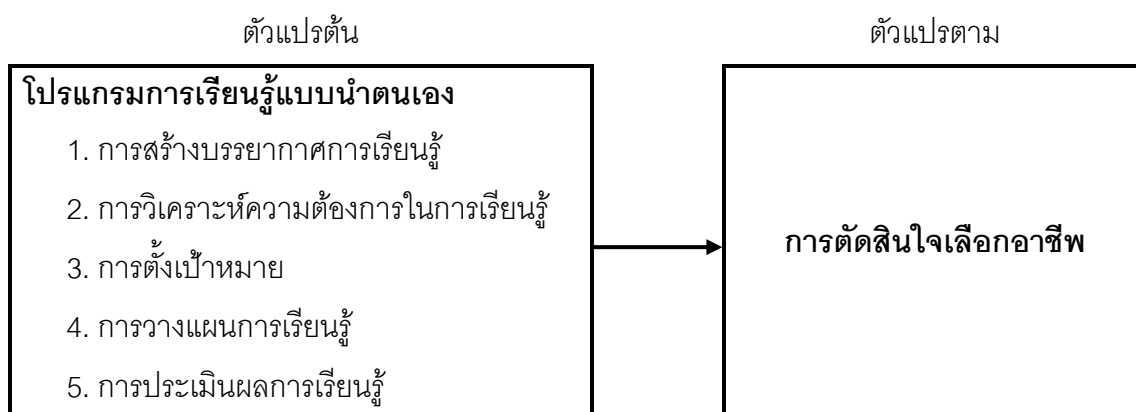 ตัวแปรต้น
ตัวแปรตาม
โปรแกรมการเรียนรู้แบบนำตนเอง
1. การสร้างบรรยากาศการเรียนรู้
2. การวิเคราะห์ความต้องการในการเรียนรู้
3. การตั้งเป้าหมาย
4. การวางแผนการเรียนรู้
5. การประเมินผลการเรียนรู้
การตัดสินใจเลือกอาชีพ